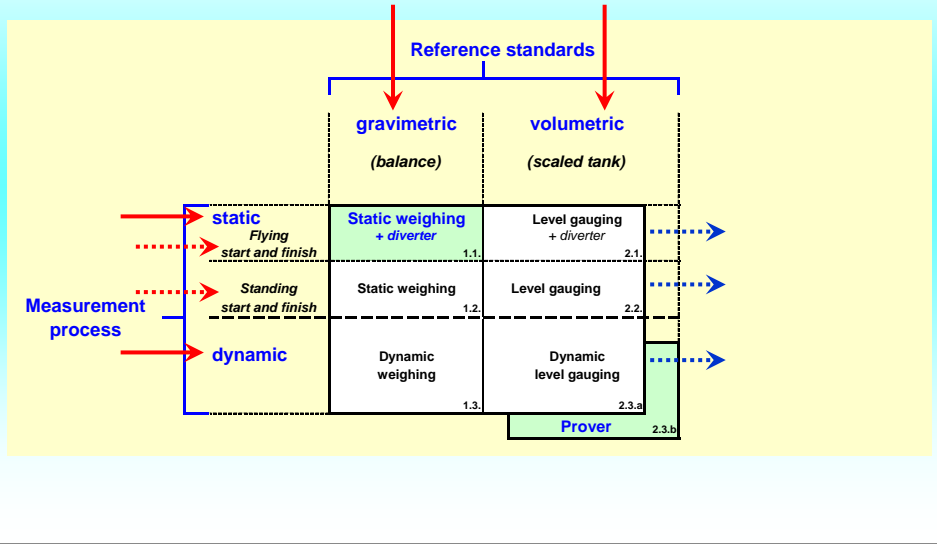 Reference standards
gravimetric
volumetric
(balance)
(scaled tank)
static
Flying
start and finish
Static weighing
+ diverter
1.1.
Level gauging
+ diverter
2.1.
Standing
start and finish
Static weighing
1.2.
Level gauging
2.2.
Measurement
process
dynamic
Dynamic
weighing
1.3.
Dynamic
level gauging
2.3.a
Prover
2.3.b